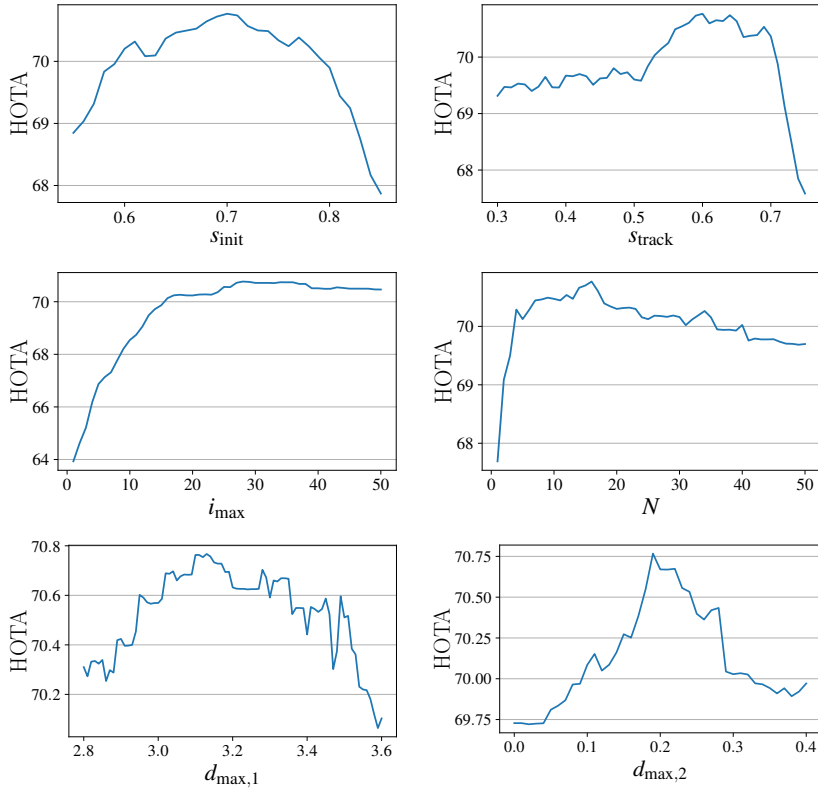 HOTA
70
69
68
0.6 0.7 0.8
s_init
HOTA
70
69
68
0.3 0.4 0.5 0.6 0.7
s_track
HOTA
70
68
66
64
0 10 20 30 40 50
i_max
HOTA
70
69
68
0 10 20 30 40 50
N
HOTA
70.8
70.6
70.4
70.2
2.8 3.0 3.2 3.4 3.6
d_max,1
HOTA
70.75
70.50
70.25
70.00
69.75
0.0 0.1 0.2 0.3 0.4
d_max,2